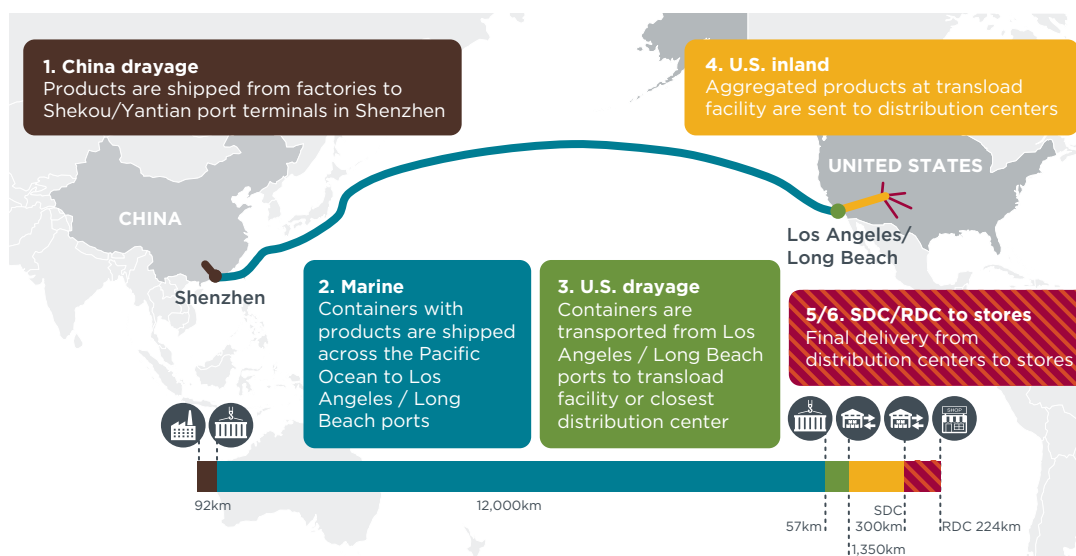 1. China drayage
Products are shipped from factories to
Shekou/Yantian port terminals in Shenzhen
4. U.S. inland
Aggregated products at transload
facility are sent to distribution centers
UNITED STATES
CHINA
Los Angeles/
Long Beach
Shenzhen
2. Marine
Containers with
products are shipped
across the Pacific
Ocean to Los
Angeles / Long
Beach ports
3. U.S. drayage
Containers are
transported from Los
Angeles / Long Beach
ports to transload
facility or closest
distribution center
5/6. SDC/RDC to stores
Final delivery from
distribution centers to stores
SHOP
92km
12,000km
57km
SDC
300km
1,350km
RDC 224km